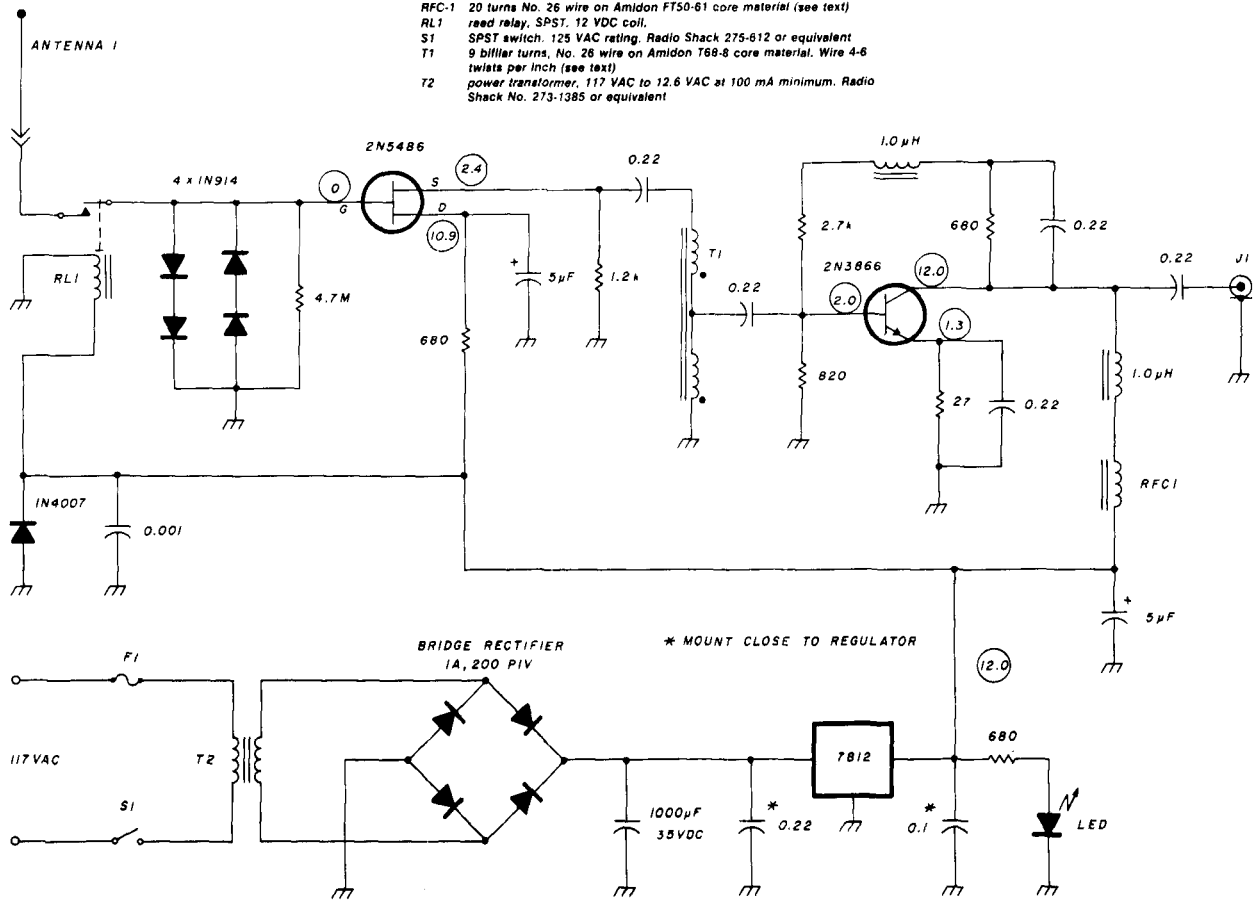 RFC-1 20 turns No. 26 wire on Amidon FT50-61 core material (see text)
RL1 reed relay, SPST, 12 VDC coil.
S1 SPST switch. 125 VAC rating. Radio Shack 275-612 or equivalent
T1 9 bifilar turns, No. 26 wire on Amidon T68-8 core material. Wire 4-6
twists per inch (see text)
T2 power transformer, 117 VAC to 12.6 VAC at 100 mA minimum. Radio
Shack No. 273-1385 or equivalent
ANTENNA 1
2N5486
4 x 1N914
0
G
S
2.4
D
10.9
0.22
1.0µH
2.7k
680
0.22
2N3866
12.0
2.0
1.3
0.22
J1
RL1
4.7M
+
5µF
1.2k
T1
0.22
680
820
27
0.22
1.0µH
RFC1
1N4007
0.001
+
5µF
BRIDGE RECTIFIER
1A, 200 PIV
* MOUNT CLOSE TO REGULATOR
12.0
F1
117VAC
T2
S1
7812
680
1000µF
35VDC
*
0.22
*
0.1
LED